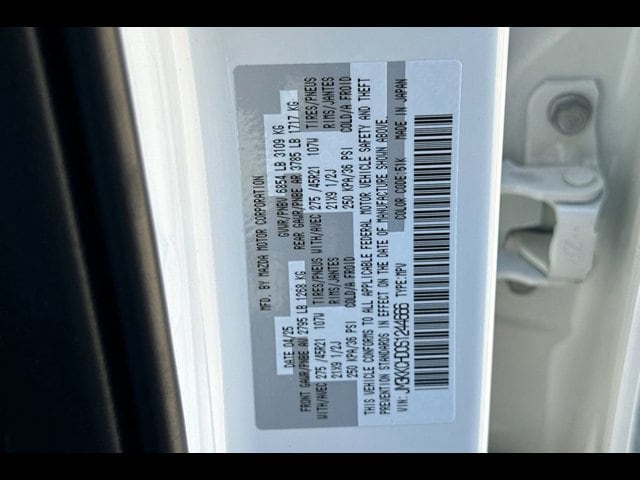 MFD. BY MAZDA MOTOR CORPORATION
DATE 04/25 GVWR/PNBV 6854 LB 3109 KG
FRONT GAWR/PNBE AV 2795 LB 1268 KG REAR GAWR/PNBE AR 3785 LB 1717 KG
WITH/AVEC 275 /45R21 107W TIRES/PNEUS WITH/AVEC 275 /45R21 107W TIRES/PNEUS
21X9 1/2J RIMS/JANTES 21X9 1/2J RIMS/JANTES
250 KPA/36 PSI COLD/A FROID 250 KPA/36 PSI COLD/A FROID
THIS VEHICLE CONFORMS TO ALL APPLICABLE FEDERAL MOTOR VEHICLE SAFETY AND THEFT
PREVENTION STANDARDS IN EFFECT ON THE DATE OF MANUFACTURE SHOWN ABOVE.
VIN: TYPE:MPV COLOR CODE:51K MADE IN JAPAN